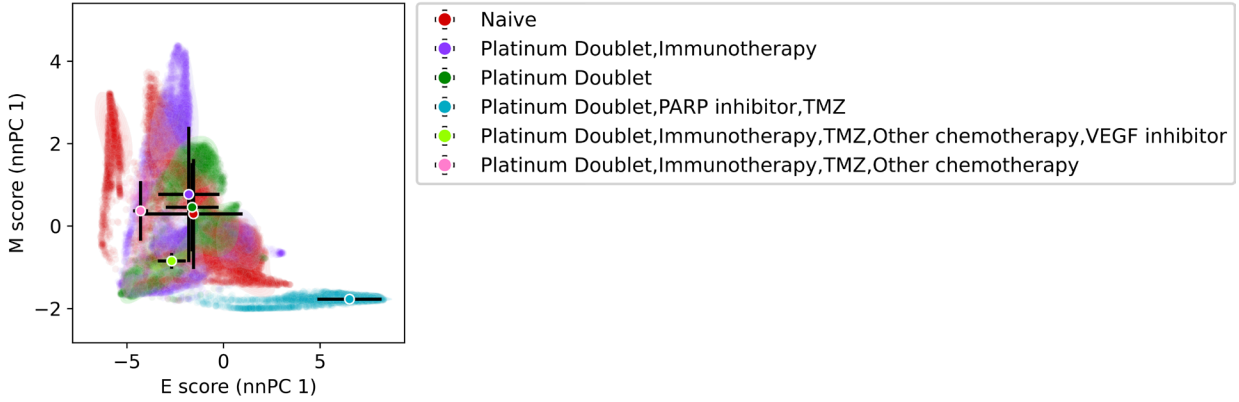 4
2
0
−2
−5
0
5
M score (nnPC 1)
E score (nnPC 1)
Naive
Platinum Doublet,Immunotherapy
Platinum Doublet
Platinum Doublet,PARP inhibitor,TMZ
Platinum Doublet,Immunotherapy,TMZ,Other chemotherapy,VEGF inhibitor
Platinum Doublet,Immunotherapy,TMZ,Other chemotherapy